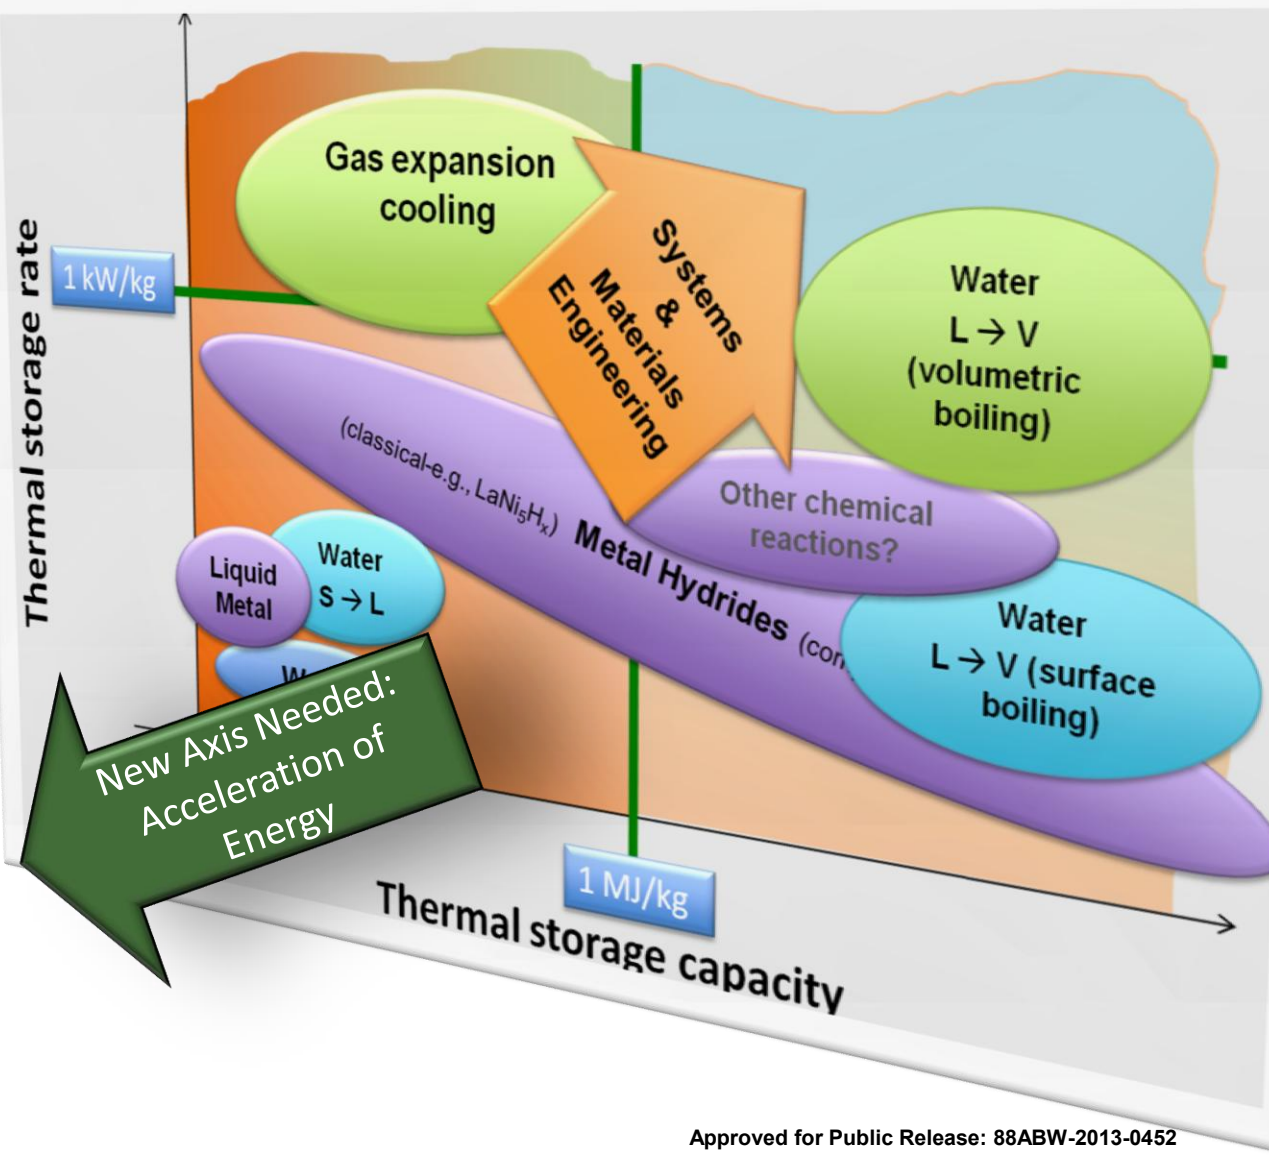 Gas expansion
cooling
Systems
&
Materials
Engineering
Thermal storage rate
1 kW/kg
Water
L → V
(volumetric
boiling)
(classical-e.g., LaNi₅Hₓ) Metal Hydrides
Other chemical
reactions?
Liquid
Metal
Water
S → L
Water
L → V (surface
boiling)
New Axis Needed:
Acceleration of
Energy
1 MJ/kg
Thermal storage capacity
Approved for Public Release: 88ABW-2013-0452